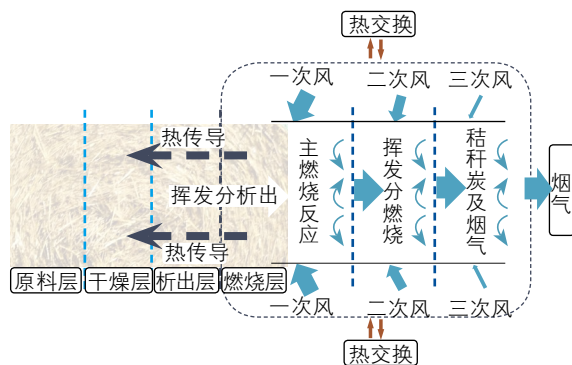 热交换
一次风
二次风
三次风
热传导
主燃烧反应
挥发分燃烧
秸秆炭及烟气
烟气
挥发分析出
热传导
原料层
干燥层
析出层
燃烧层
一次风
二次风
三次风
热交换